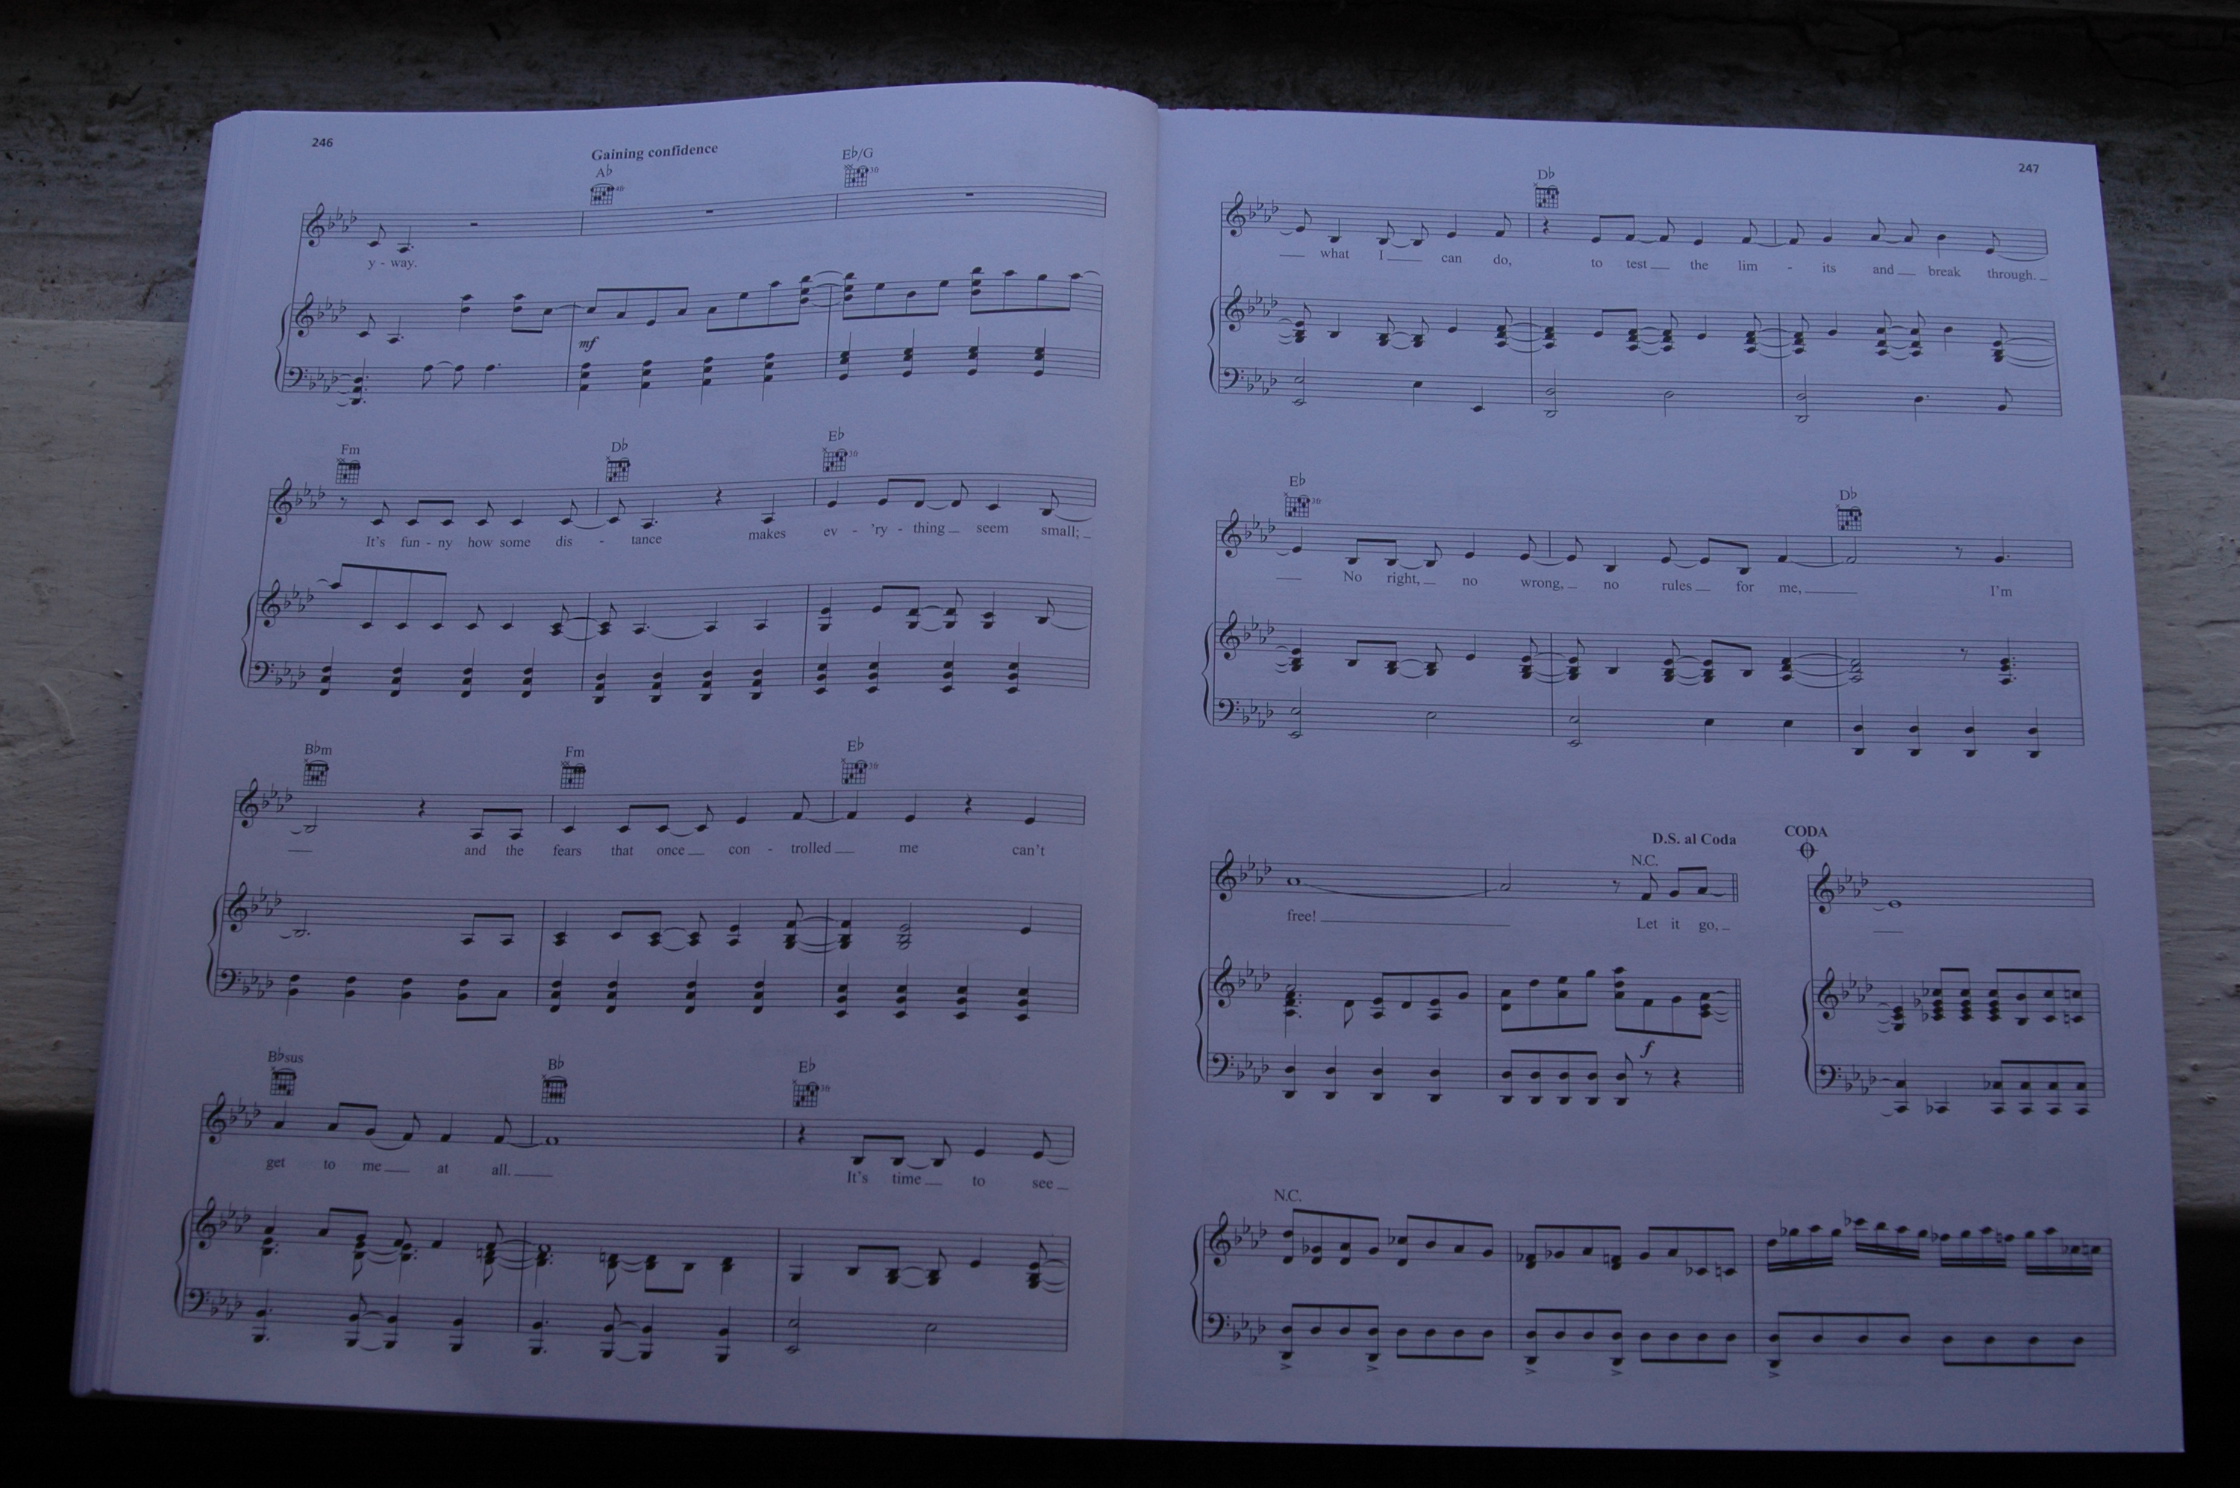 246
Gaining confidence
A♭ E♭/G
y - way.
mf
Fm D♭ E♭
It's fun - ny how some dis - tance makes ev - 'ry - thing seem small;
B♭m Fm E♭
and the fears that once con - trolled me can't
B♭sus B♭ E♭
get to me at all. It's time to see
247
D♭
what I can do, to test the lim - its and break through.
E♭ D♭
No right, no wrong, no rules for me, I'm
D.S. al Coda CODA
N.C.
free! Let it go,
f
N.C.